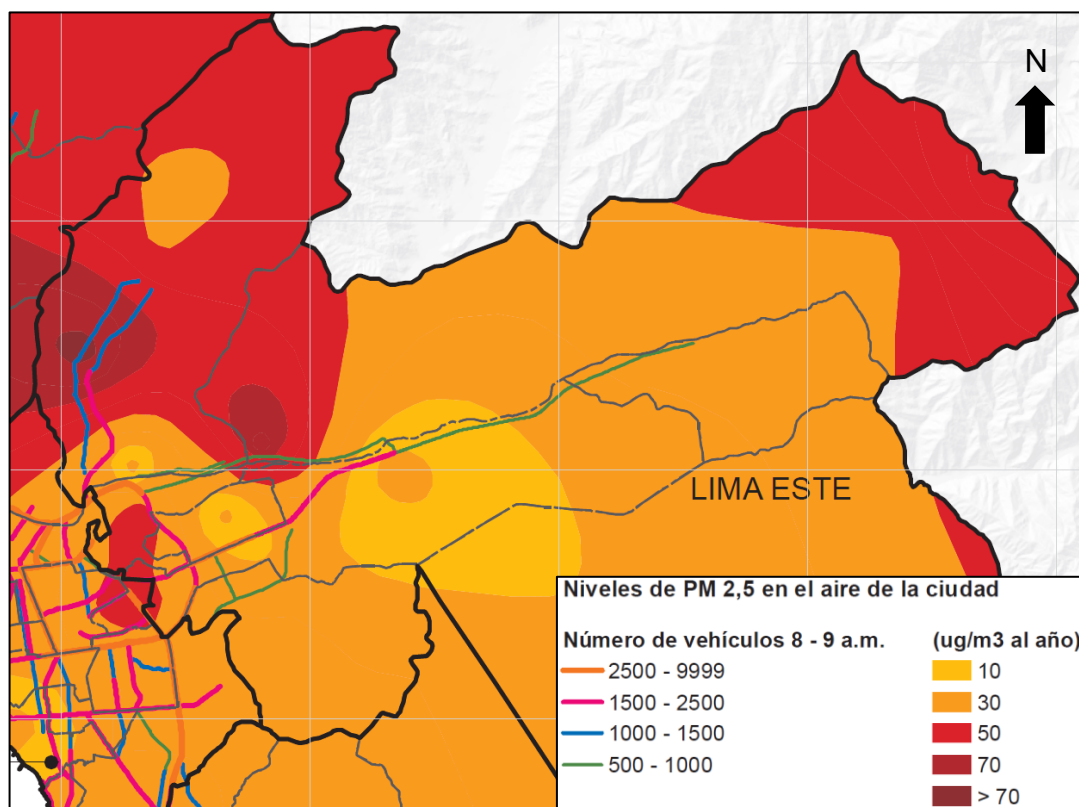 N
LIMA ESTE
Niveles de PM 2,5 en el aire de la ciudad
Número de vehículos 8 - 9 a.m.
2500 - 9999
1500 - 2500
1000 - 1500
500 - 1000
(ug/m3 al año)
10
30
50
70
> 70